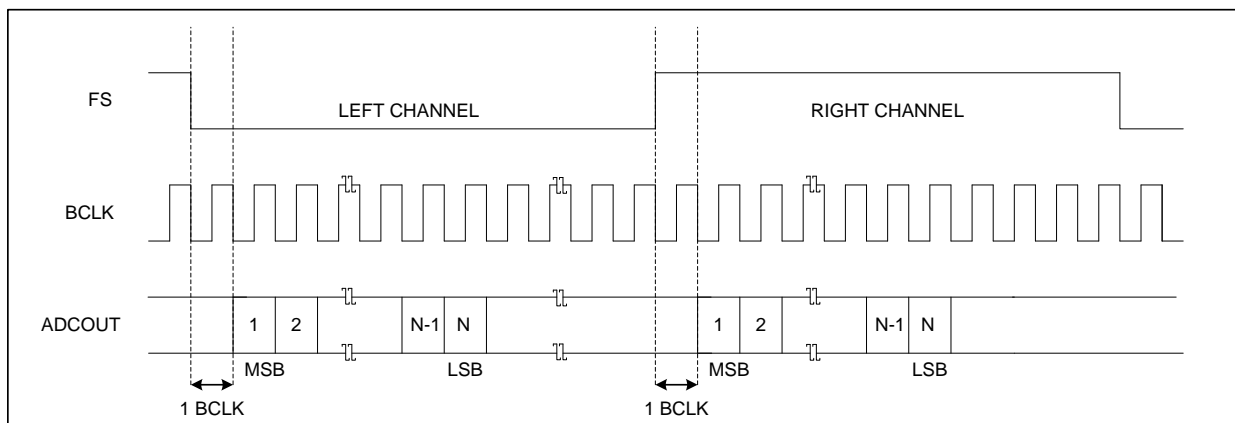 FS
LEFT CHANNEL
RIGHT CHANNEL
BCLK
ADCOUT
1 2 N-1 N 1 2 N-1 N
MSB LSB MSB LSB
1 BCLK 1 BCLK